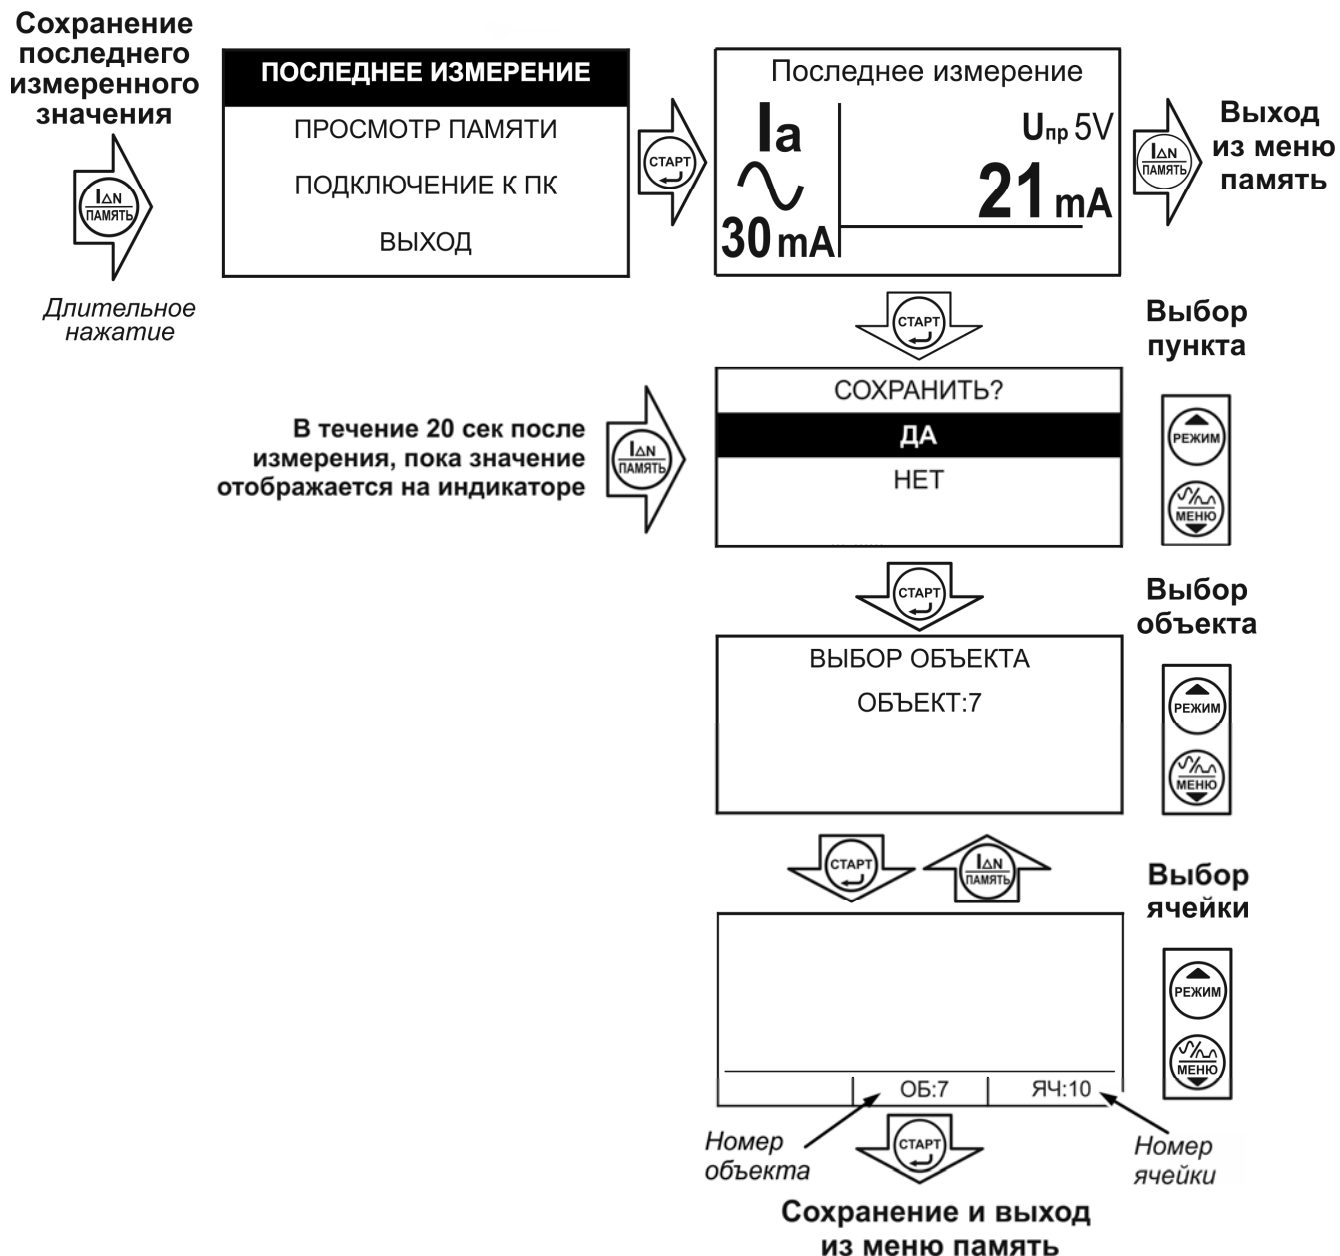 Сохранение
последнего
измеренного
значения
IΔN
ПАМЯТЬ
Длительное
нажатие
ПОСЛЕДНЕЕ ИЗМЕРЕНИЕ
ПРОСМОТР ПАМЯТИ
ПОДКЛЮЧЕНИЕ К ПК
ВЫХОД
СТАРТ
Последнее измерение
Ia
30 mA
Uпр 5V
21 mA
IΔN
ПАМЯТЬ
Выход
из меню
память
СТАРТ
Выбор
пункта
В течение 20 сек после
измерения, пока значение
отображается на индикаторе
IΔN
ПАМЯТЬ
СОХРАНИТЬ?
ДА
НЕТ
РЕЖИМ
МЕНЮ
СТАРТ
Выбор
объекта
ВЫБОР ОБЪЕКТА
ОБЪЕКТ:7
РЕЖИМ
МЕНЮ
СТАРТ
IΔN
ПАМЯТЬ
Выбор
ячейки
РЕЖИМ
МЕНЮ
ОБ:7
ЯЧ:10
Номер
объекта
СТАРТ
Номер
ячейки
Сохранение и выход
из меню память